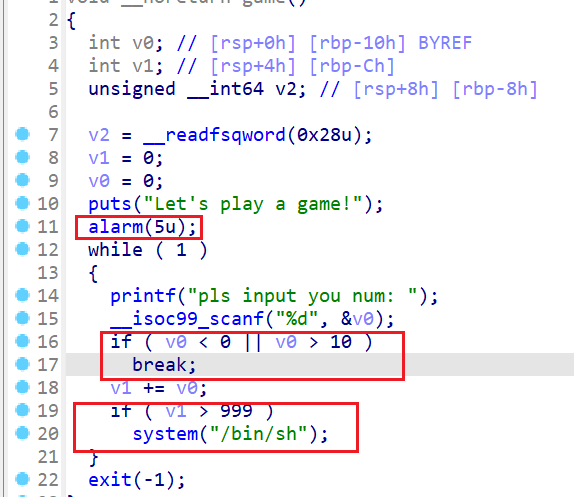 1 void __noreturn game()
2 {
3 int v0; // [rsp+0h] [rbp-10h] BYREF
4 int v1; // [rsp+4h] [rbp-Ch]
5 unsigned __int64 v2; // [rsp+8h] [rbp-8h]
6
7 v2 = __readfsqword(0x28u);
8 v1 = 0;
9 v0 = 0;
10 puts("Let's play a game!");
11 alarm(5u);
12 while ( 1 )
13 {
14 printf("pls input you num: ");
15 __isoc99_scanf("%d", &v0);
16 if ( v0 < 0 || v0 > 10 )
17 break;
18 v1 += v0;
19 if ( v1 > 999 )
20 system("/bin/sh");
21 }
22 exit(-1);